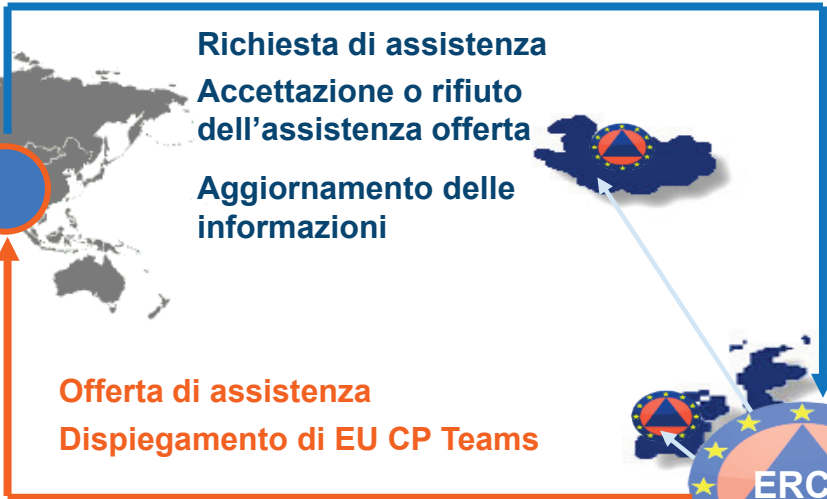 Richiesta di assistenza
Accettazione o rifiuto
dell’assistenza offerta
Aggiornamento delle
informazioni
Offerta di assistenza
Dispiegamento di EU CP Teams
ERC